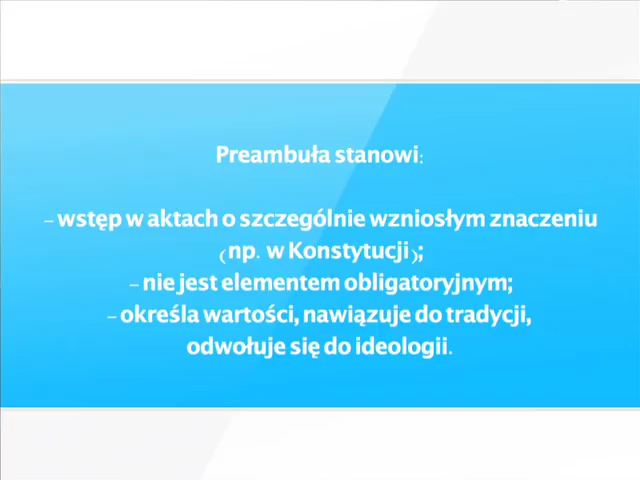 Preambuła stanowi:
– wstęp w aktach o szczególnie wzniosłym znaczeniu
(np. w Konstytucji);
– nie jest elementem obligatoryjnym;
– określa wartości, nawiązuje do tradycji,
odwołuje się do ideologii.